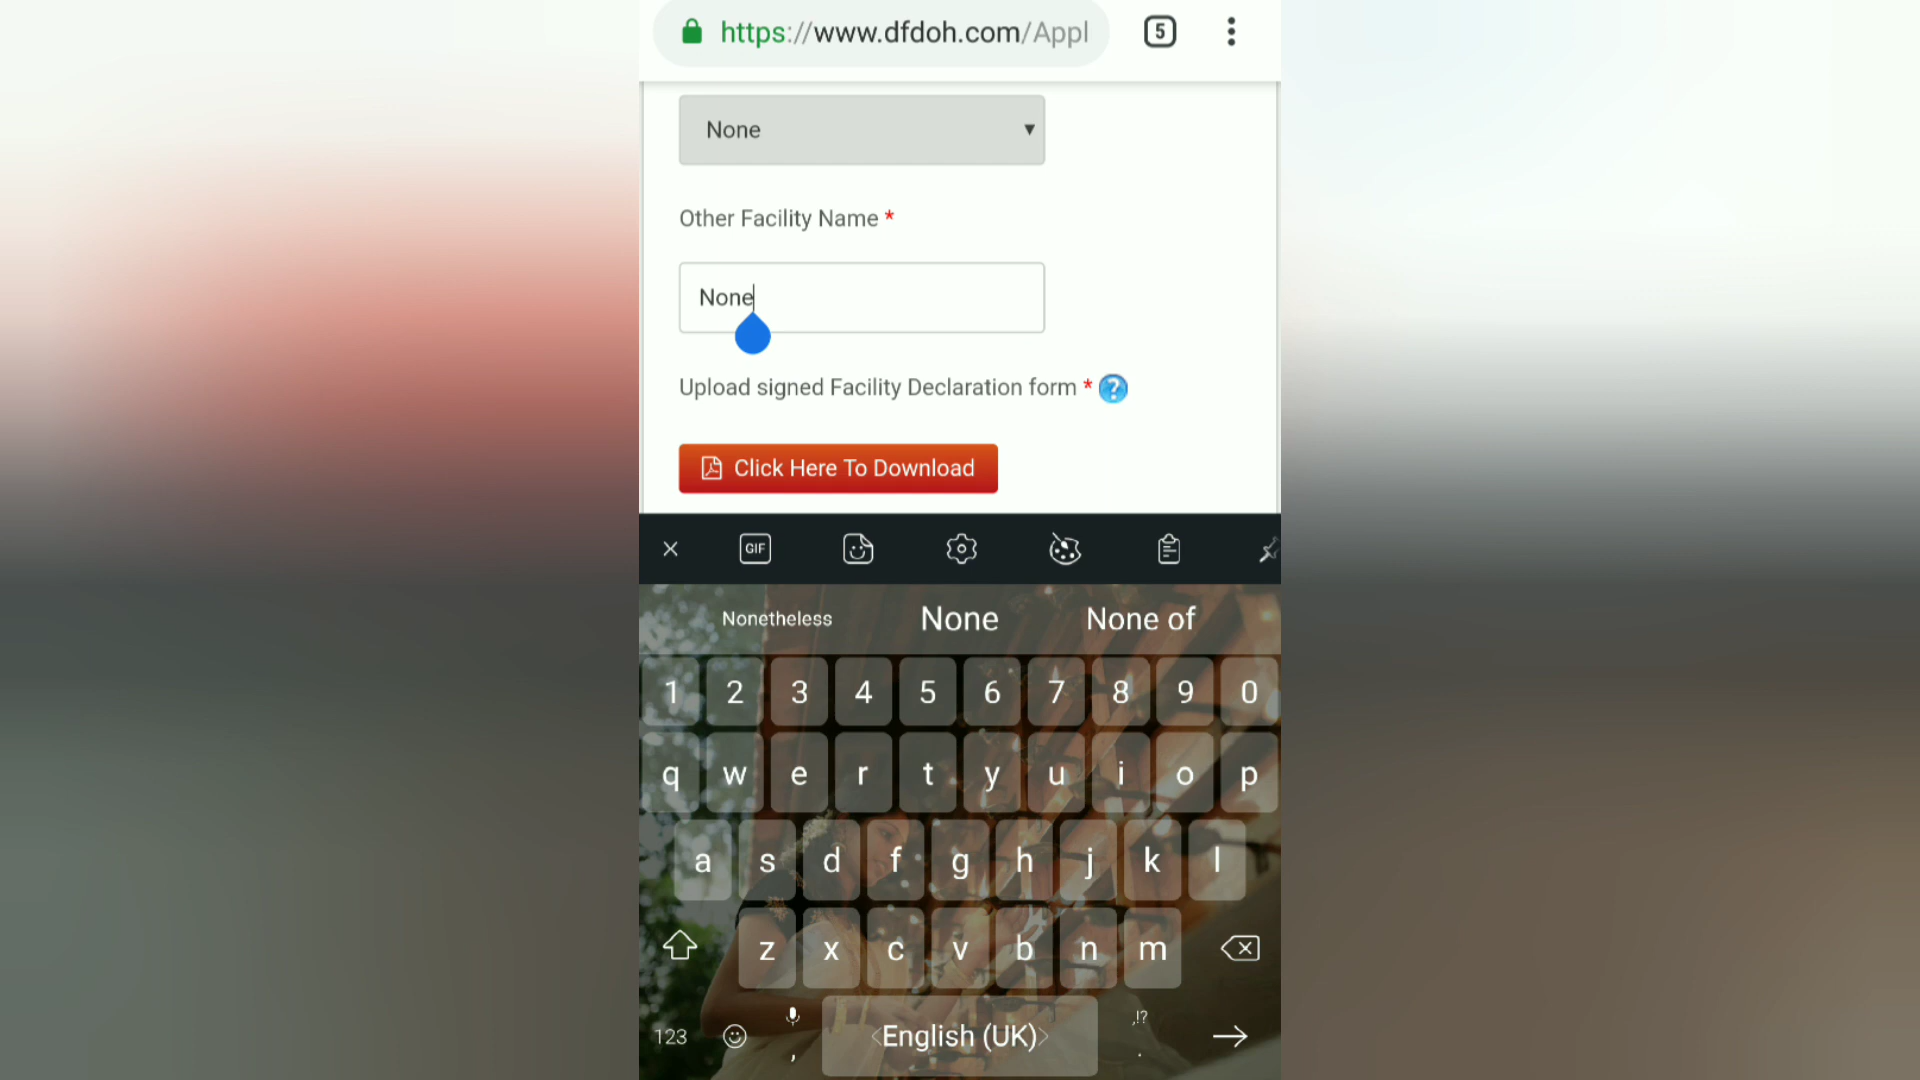 https://www.dfdoh.com/Appl
5
None
Other Facility Name *
None
Upload signed Facility Declaration form * ?
Click Here To Download
GIF
Nonetheless None None of
1 2 3 4 5 6 7 8 9 0
q w e r t y u i o p
a s d f g h j k l
z x c v b n m
123 , English (UK) ,!? .